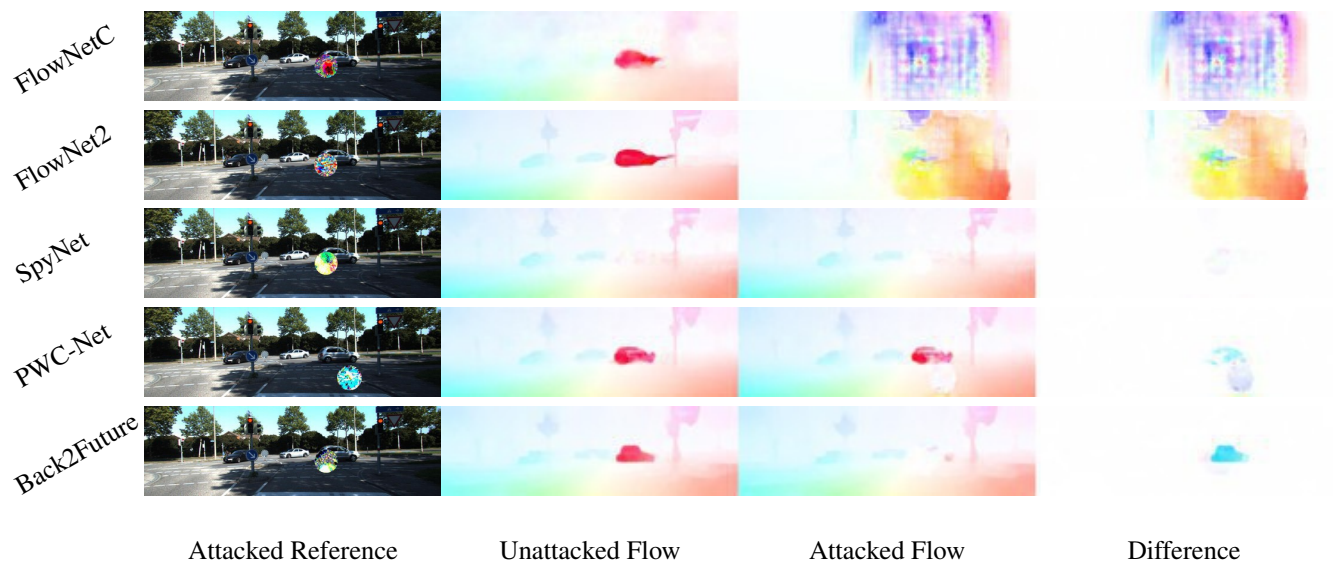 FlowNetC
FlowNet2
SpyNet
PWC-Net
Back2Future
Attacked Reference Unattacked Flow Attacked Flow Difference